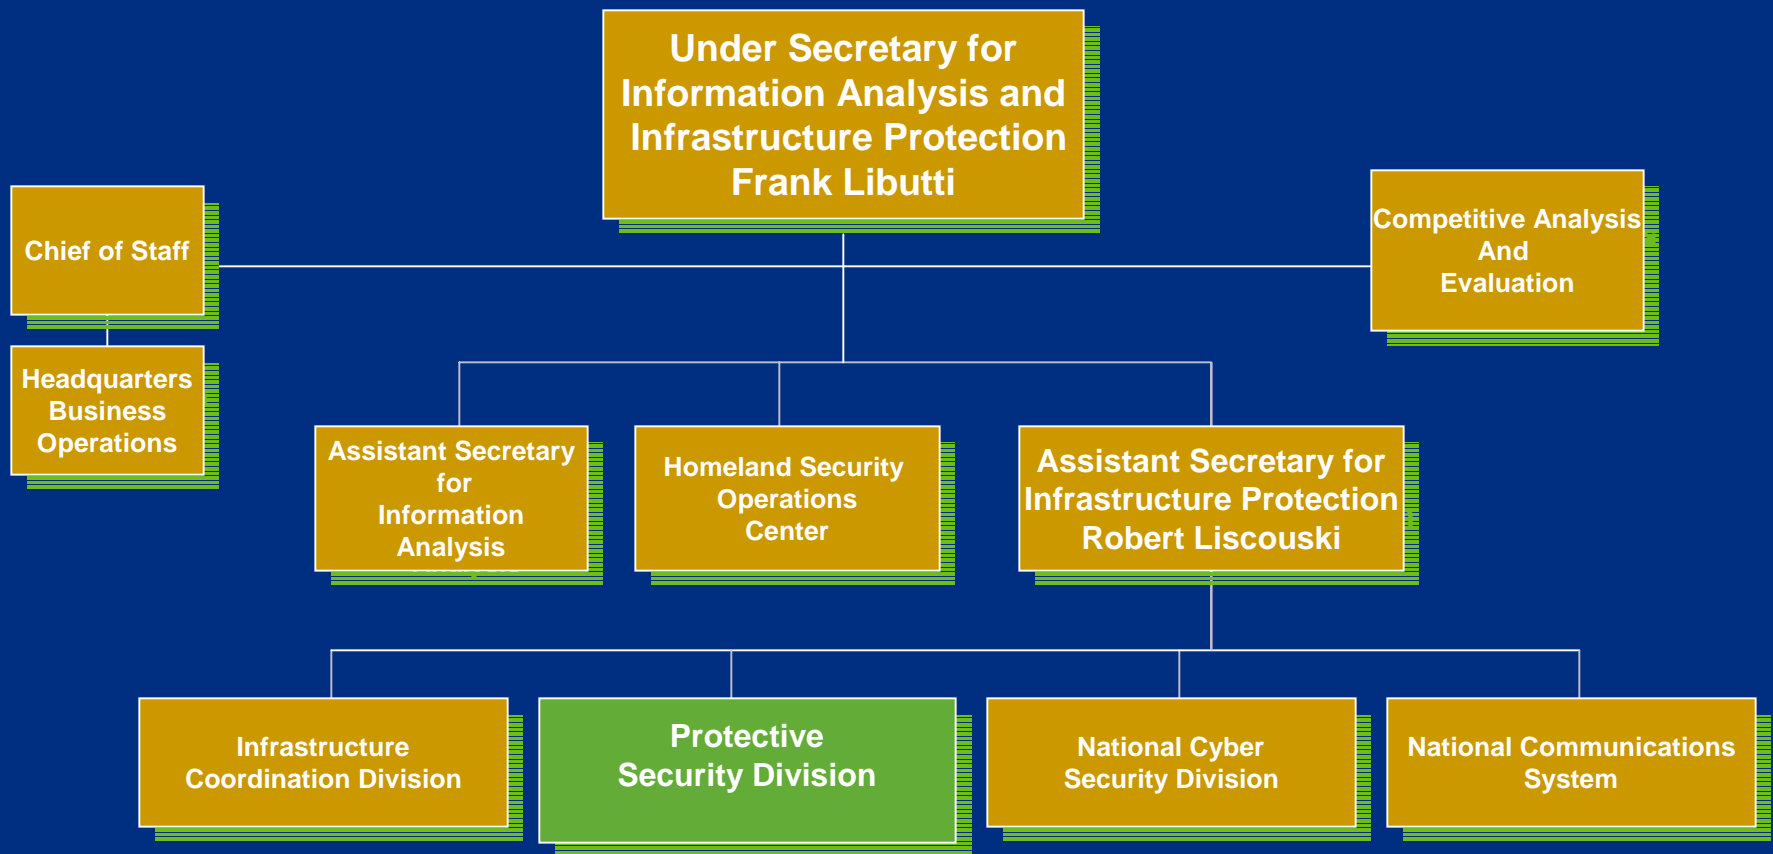 Under Secretary for
Information Analysis and
Infrastructure Protection
Frank Libutti
Chief of Staff
Competitive Analysis
And
Evaluation
Headquarters
Business
Operations
Assistant Secretary
for
Information
Analysis
Homeland Security
Operations
Center
Assistant Secretary for
Infrastructure Protection
Robert Liscouski
Infrastructure
Coordination Division
Protective
Security Division
National Cyber
Security Division
National Communications
System